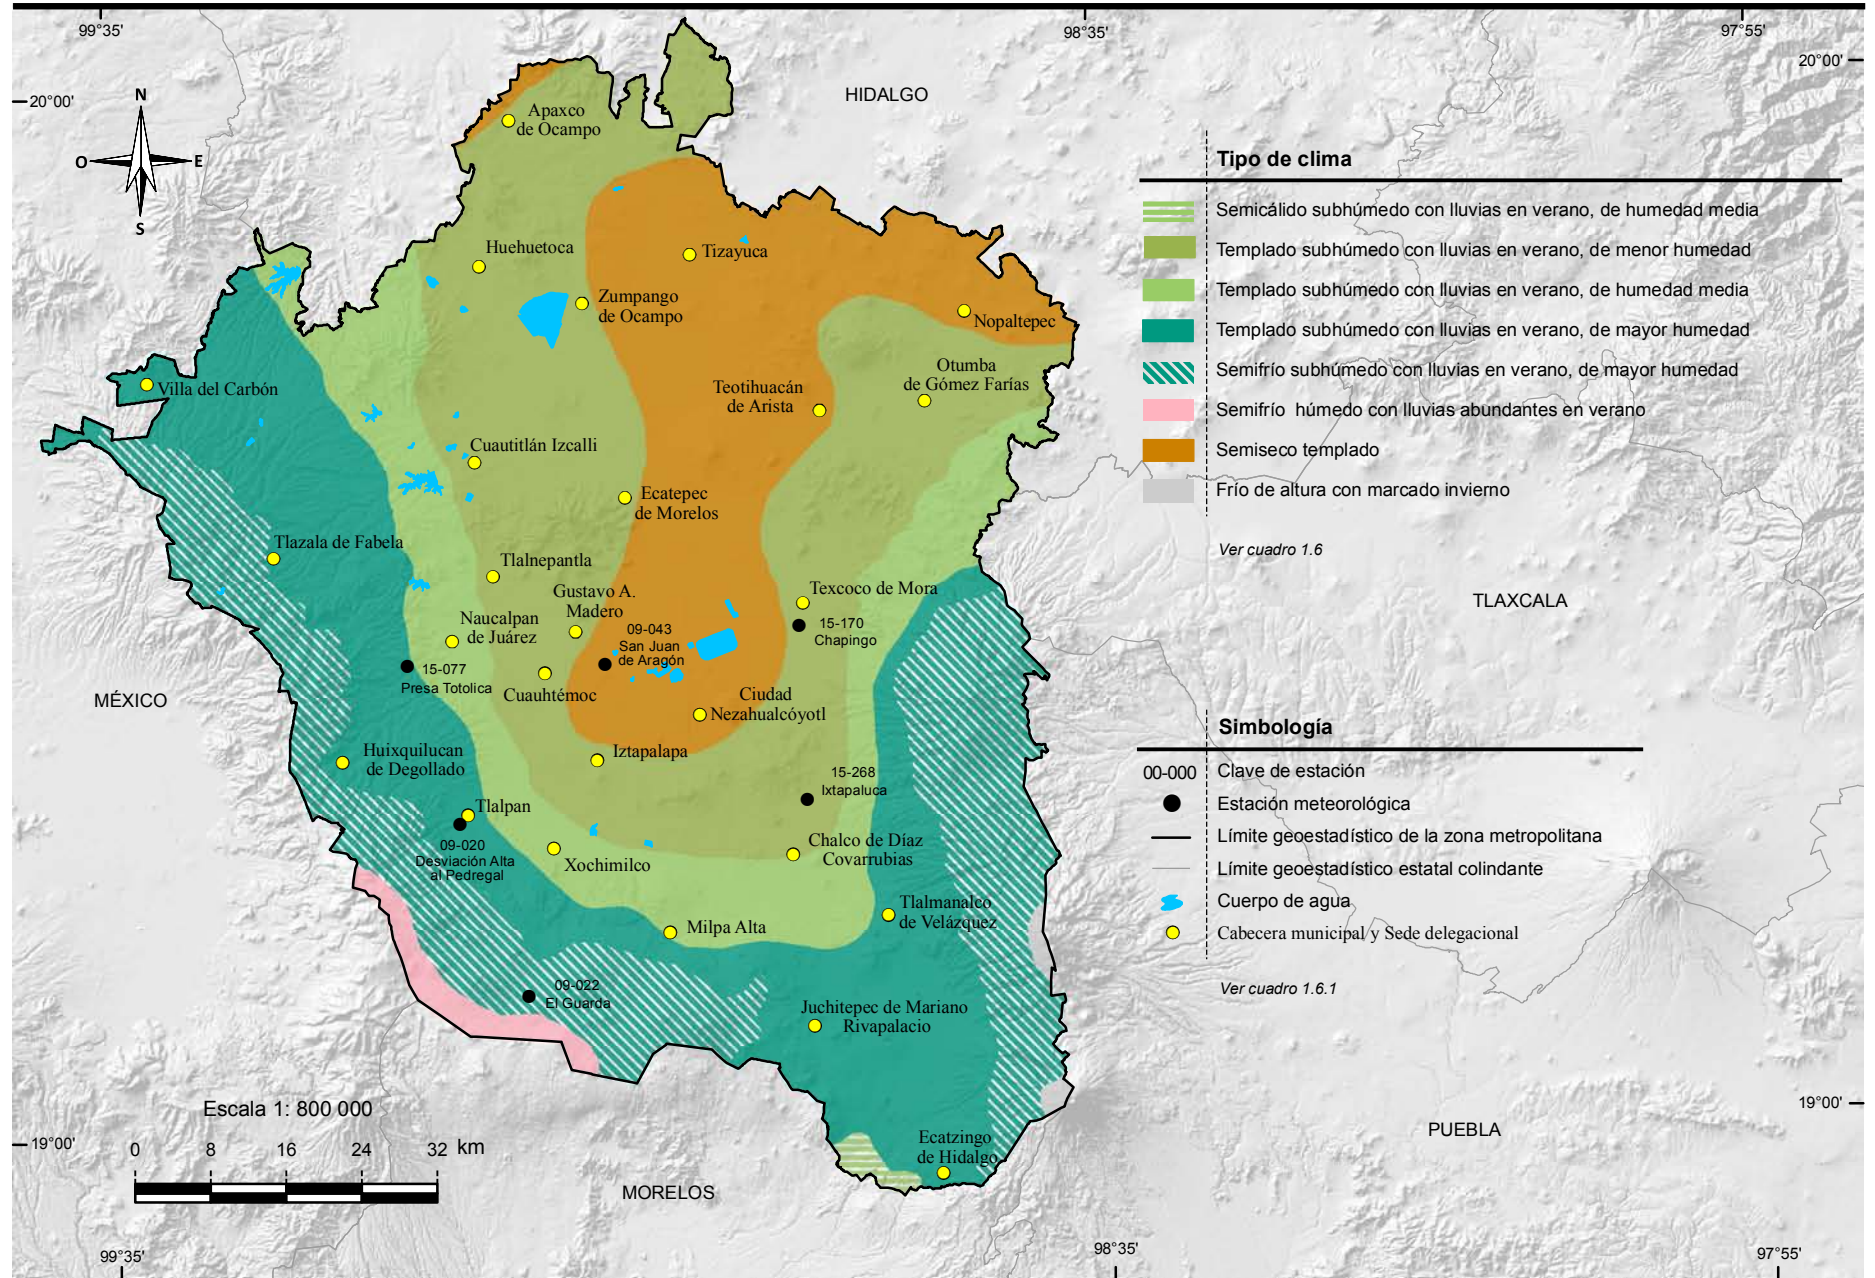 99°35'
98°35'
97°55'
20°00'
20°00'
N
O
E
S
HIDALGO
Apaxco
de Ocampo
Huehuetoca
Tizayuca
Zumpango
de Ocampo
Nopaltepec
Villa del Carbón
Teotihuacán
de Arista
Otumba
de Gómez Farías
Cuautitlán Izcalli
Ecatepec
de Morelos
Tlazala de Fabela
Tlalnepantla
Gustavo A.
Madero
Texcoco de Mora
15-170
Chapingo
Naucalpan
de Juárez
09-043
San Juan
de Aragón
15-077
Presa Totolica
Cuauhtémoc
Ciudad
Nezahualcóyotl
MÉXICO
Huixquilucan
de Degollado
Iztapalapa
15-268
Ixtapaluca
Tlalpan
09-020
Desviación Alta
al Pedregal
Xochimilco
Chalco de Díaz
Covarrubias
Milpa Alta
Tlalmanalco
de Velázquez
09-022
El Guarda
Juchitepec de Mariano
Rivapalacio
Ecatzingo
de Hidalgo
Tipo de clima
Semicálido subhúmedo con lluvias en verano, de humedad media
Templado subhúmedo con lluvias en verano, de menor humedad
Templado subhúmedo con lluvias en verano, de humedad media
Templado subhúmedo con lluvias en verano, de mayor humedad
Semifrío subhúmedo con lluvias en verano, de mayor humedad
Semifrío húmedo con lluvias abundantes en verano
Semiseco templado
Frío de altura con marcado invierno
Ver cuadro 1.6
TLAXCALA
Simbología
00-000 Clave de estación
Estación meteorológica
Límite geoestadístico de la zona metropolitana
Límite geoestadístico estatal colindante
Cuerpo de agua
Cabecera municipal y Sede delegacional
Ver cuadro 1.6.1
PUEBLA
MORELOS
Escala 1: 800 000
0 8 16 24 32 km
19°00'
19°00'
99°35'
98°35'
97°55'